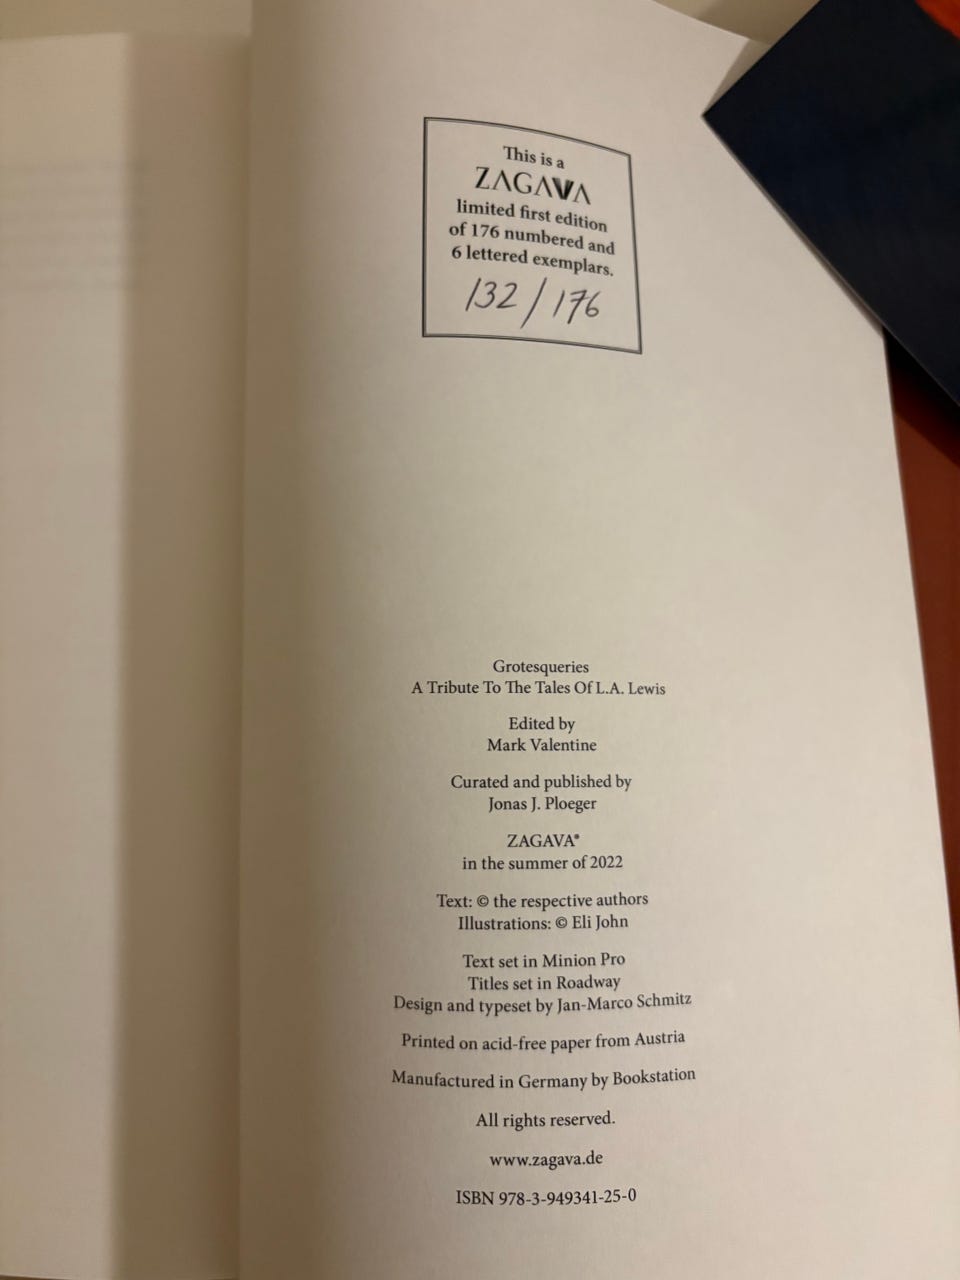 This is a
ZAGAVA
limited first edition
of 176 numbered and
6 lettered exemplars.
132/176
Grotesqueries
A Tribute To The Tales Of L.A. Lewis
Edited by
Mark Valentine
Curated and published by
Jonas J. Ploeger
ZAGAVA®
in the summer of 2022
Text: © the respective authors
Illustrations: © Eli John
Text set in Minion Pro
Titles set in Roadway
Design and typeset by Jan-Marco Schmitz
Printed on acid-free paper from Austria
Manufactured in Germany by Bookstation
All rights reserved.
www.zagava.de
ISBN 978-3-949341-25-0